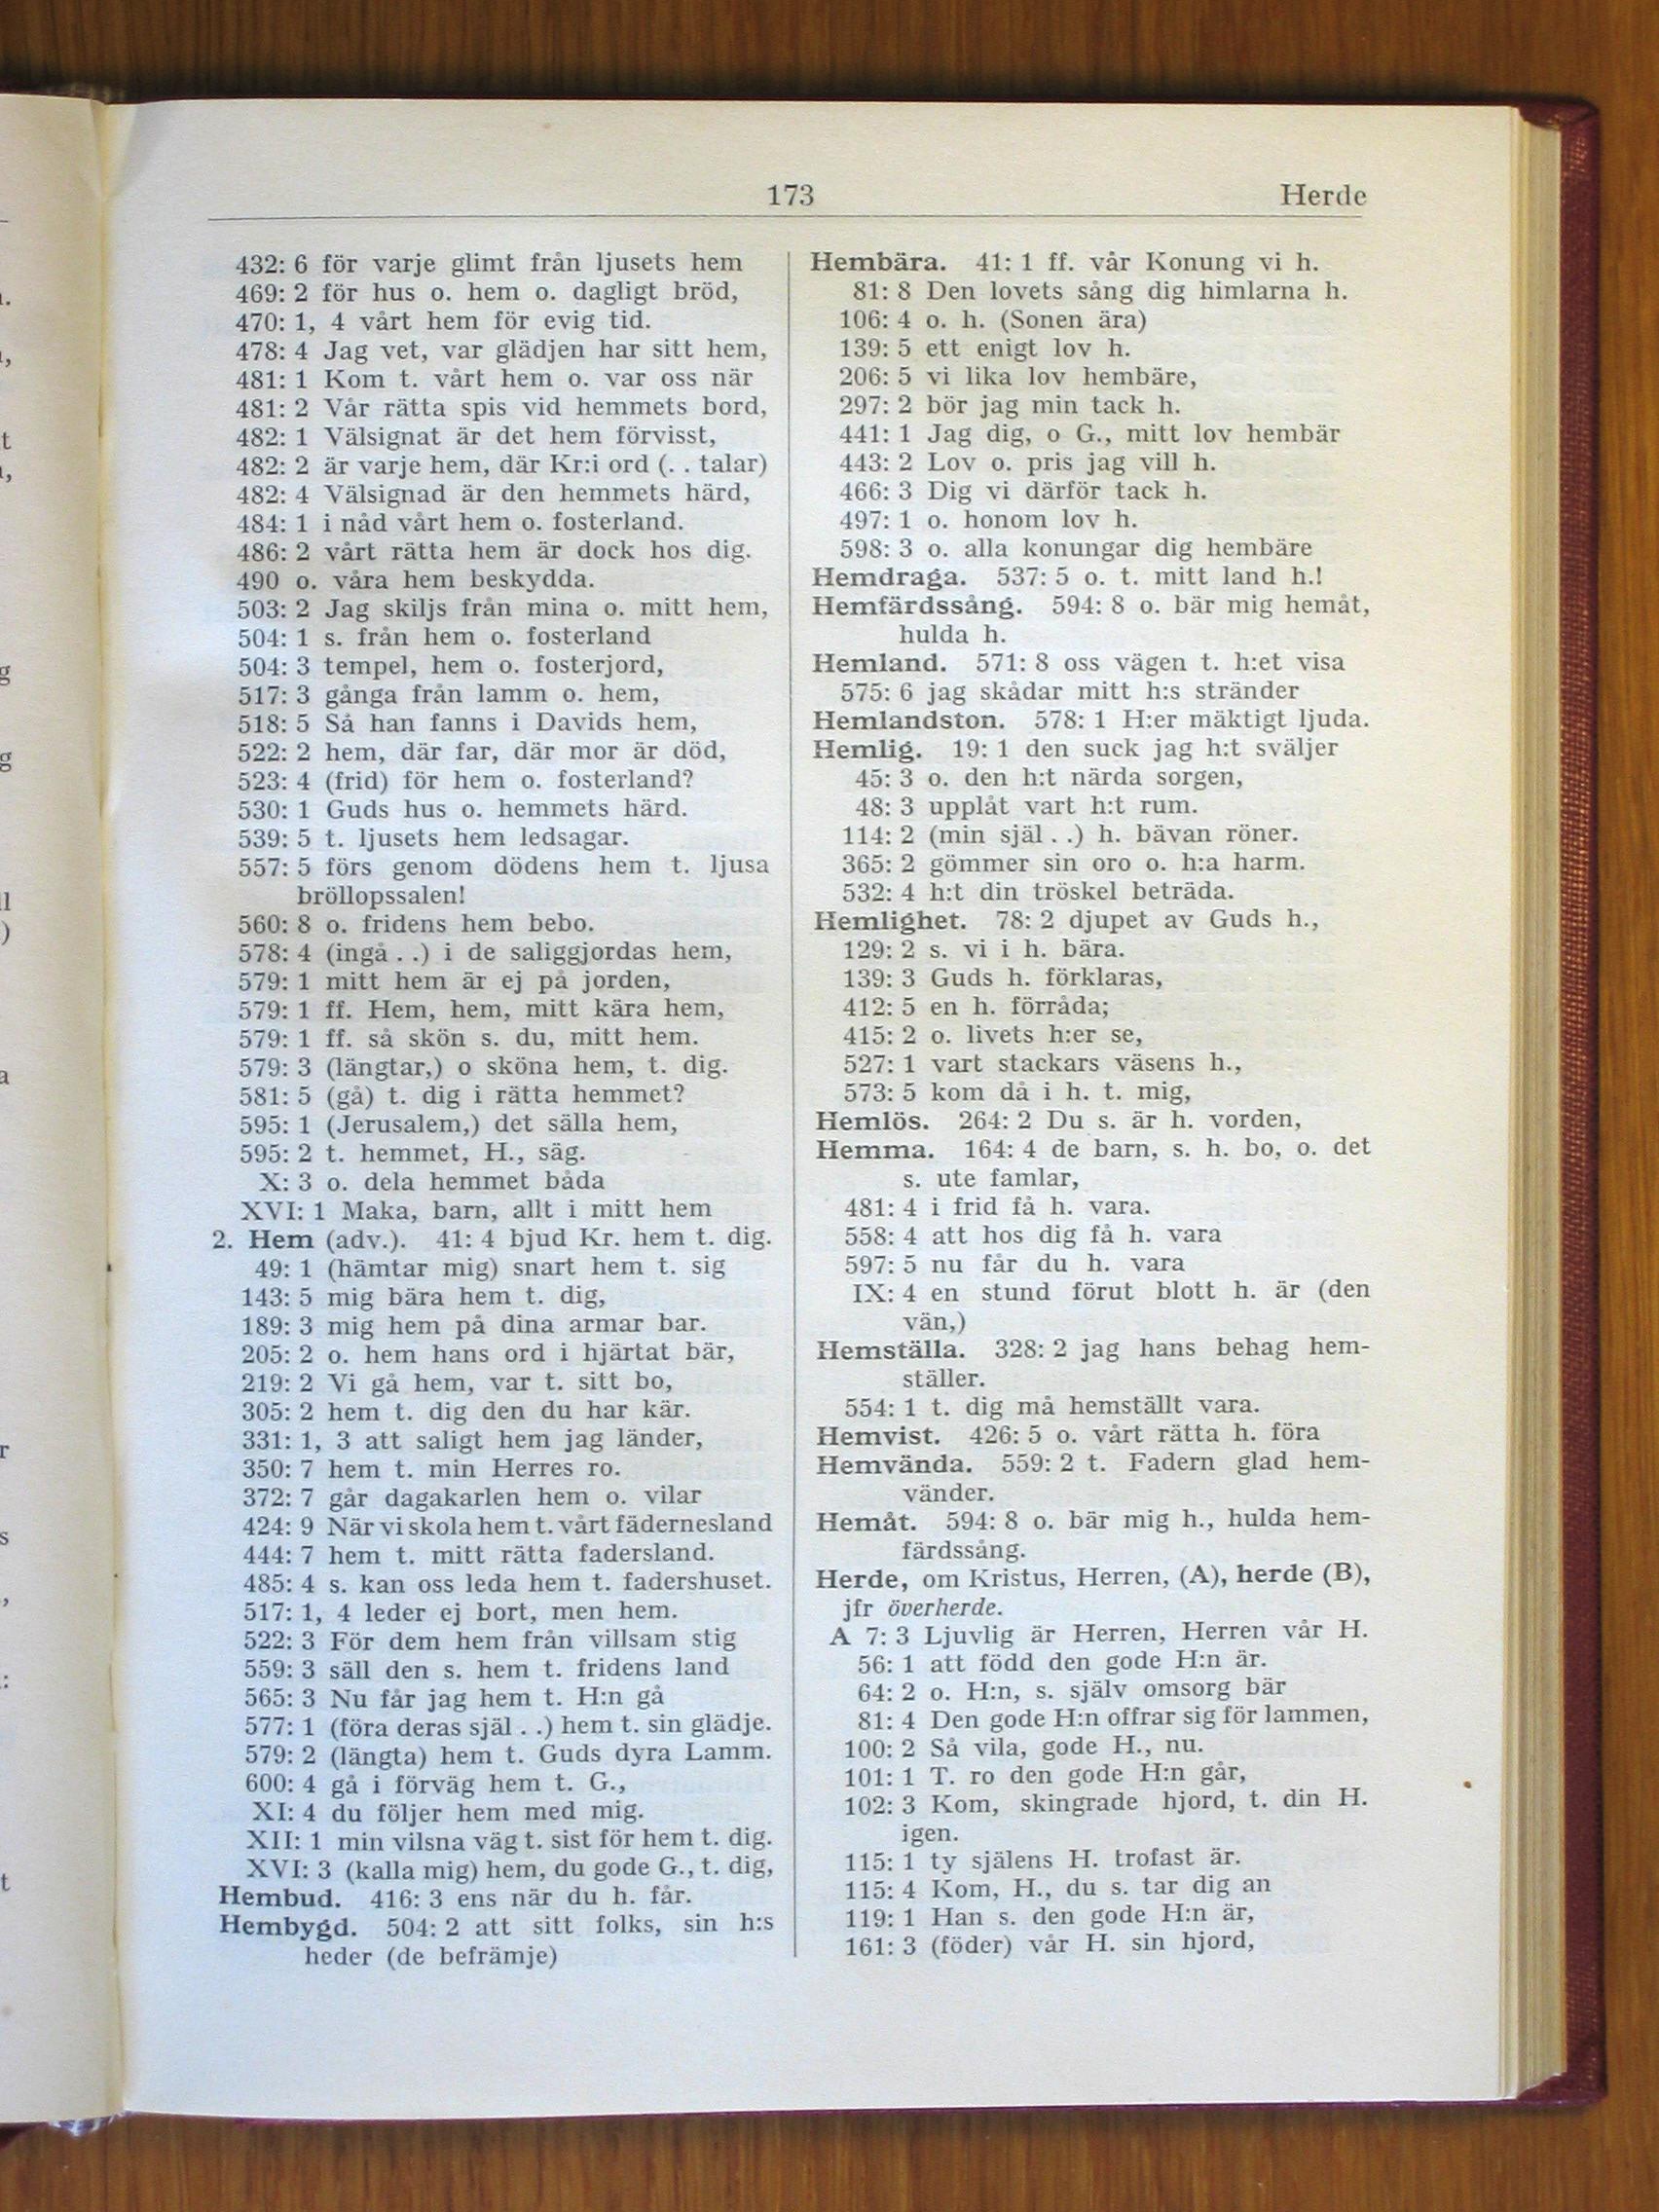 173
Herde
432: 6 för varje glimt från ljusets hem
469: 2 för hus o. hem o. dagligt bröd,
470: 1, 4 vårt hem för evig tid.
478: 4 Jag vet, var glädjen har sitt hem,
481: 1 Kom t. vårt hem o. var oss när
481: 2 Vår rätta spis vid hemmets bord,
482: 1 Välsignat är det hem förvisst,
482: 2 är varje hem, där Kr:i ord (. . talar)
482: 4 Välsignad är den hemmets härd,
484: 1 i nåd vårt hem o. fosterland.
486: 2 vårt rätta hem är dock hos dig.
490 o. våra hem beskydda.
503: 2 Jag skiljs från mina o. mitt hem,
504: 1 s. från hem o. fosterland
504: 3 tempel, hem o. fosterjord,
517: 3 gånga från lamm o. hem,
518: 5 Så han fanns i Davids hem,
522: 2 hem, där far, där mor är död,
523: 4 (frid) för hem o. fosterland?
530: 1 Guds hus o. hemmets härd.
539: 5 t. ljusets hem ledsagar.
557: 5 förs genom dödens hem t. ljusa
bröllopssalen!
560: 8 o. fridens hem bebo.
578: 4 (ingå . .) i de saliggjordas hem,
579: 1 mitt hem är ej på jorden,
579: 1 ff. Hem, hem, mitt kära hem,
579: 1 ff. så skön s. du, mitt hem.
579: 3 (längtar,) o sköna hem, t. dig.
581: 5 (gå) t. dig i rätta hemmet?
595: 1 (Jerusalem,) det sälla hem,
595: 2 t. hemmet, H., säg.
X: 3 o. dela hemmet båda
XVI: 1 Maka, barn, allt i mitt hem
2. Hem (adv.). 41: 4 bjud Kr. hem t. dig.
49: 1 (hämtar mig) snart hem t. sig
143: 5 mig bära hem t. dig,
189: 3 mig hem på dina armar bar.
205: 2 o. hem hans ord i hjärtat bär,
219: 2 Vi gå hem, var t. sitt bo,
305: 2 hem t. dig den du har kär.
331: 1, 3 att saligt hem jag länder,
350: 7 hem t. min Herres ro.
372: 7 går dagakarlen hem o. vilar
424: 9 När vi skola hem t. vårt fädernesland
444: 7 hem t. mitt rätta fadersland.
485: 4 s. kan oss leda hem t. fadershuset.
517: 1, 4 leder ej bort, men hem.
522: 3 För dem hem från villsam stig
559: 3 säll den s. hem t. fridens land
565: 3 Nu får jag hem t. H:n gå
577: 1 (föra deras själ . .) hem t. sin glädje.
579: 2 (längta) hem t. Guds dyra Lamm.
600: 4 gå i förväg hem t. G.,
XI: 4 du följer hem med mig.
XII: 1 min vilsna väg t. sist för hem t. dig.
XVI: 3 (kalla mig) hem, du gode G., t. dig,
Hembud. 416: 3 ens när du h. får.
Hembygd. 504: 2 att sitt folks, sin h:s
heder (de befrämje)
Hembära. 41: 1 ff. vår Konung vi h.
81: 8 Den lovets sång dig himlarna h.
106: 4 o. h. (Sonen ära)
139: 5 ett enigt lov h.
206: 5 vi lika lov hembäre,
297: 2 bör jag min tack h.
441: 1 Jag dig, o G., mitt lov hembär
443: 2 Lov o. pris jag vill h.
466: 3 Dig vi därför tack h.
497: 1 o. honom lov h.
598: 3 o. alla konungar dig hembäre
Hemdraga. 537: 5 o. t. mitt land h.!
Hemfärdssång. 594: 8 o. bär mig hemåt,
hulda h.
Hemland. 571: 8 oss vägen t. h:et visa
575: 6 jag skådar mitt h:s stränder
Hemlandston. 578: 1 H:er mäktigt ljuda.
Hemlig. 19: 1 den suck jag h:t sväljer
45: 3 o. den h:t närda sorgen,
48: 3 upplåt vart h:t rum.
114: 2 (min själ . .) h. bävan röner.
365: 2 gömmer sin oro o. h:a harm.
532: 4 h:t din tröskel beträda.
Hemlighet. 78: 2 djupet av Guds h.,
129: 2 s. vi i h. bära.
139: 3 Guds h. förklaras,
412: 5 en h. förråda;
415: 2 o. livets h:er se,
527: 1 vart stackars väsens h.,
573: 5 kom då i h. t. mig,
Hemlös. 264: 2 Du s. är h. vorden,
Hemma. 164: 4 de barn, s. h. bo, o. det
s. ute famlar,
481: 4 i frid få h. vara.
558: 4 att hos dig få h. vara
597: 5 nu får du h. vara
IX: 4 en stund förut blott h. är (den
vän,)
Hemställa. 328: 2 jag hans behag hem-
ställer.
554: 1 t. dig må hemställt vara.
Hemvist. 426: 5 o. vårt rätta h. föra
Hemvända. 559: 2 t. Fadern glad hem-
vänder.
Hemåt. 594: 8 o. bär mig h., hulda hem-
färdssång.
Herde, om Kristus, Herren, (A), herde (B),
jfr överherde.
A 7: 3 Ljuvlig är Herren, Herren vår H.
56: 1 att född den gode H:n är.
64: 2 o. H:n, s. själv omsorg bär
81: 4 Den gode H:n offrar sig för lammen,
100: 2 Så vila, gode H., nu.
101: 1 T. ro den gode H:n går,
102: 3 Kom, skingrade hjord, t. din H.
igen.
115: 1 ty själens H. trofast är.
115: 4 Kom, H., du s. tar dig an
119: 1 Han s. den gode H:n är,
161: 3 (föder) vår H. sin hjord,